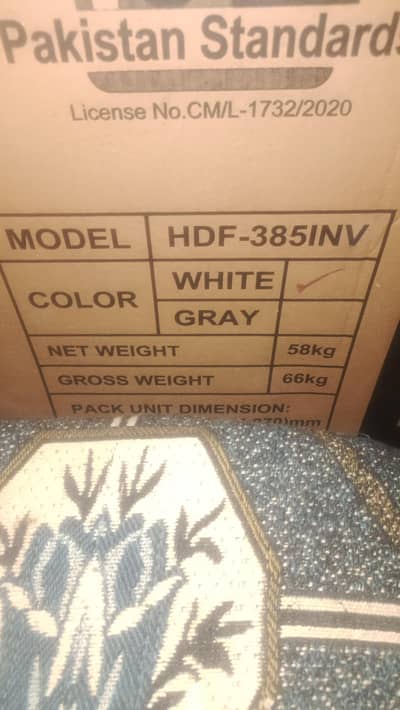 Pakistan Standards
License No.CM/L-1732/2020
MODEL HDF-385INV
COLOR WHITE ✓
GRAY
NET WEIGHT 58kg
GROSS WEIGHT 66kg
PACK UNIT DIMENSION: